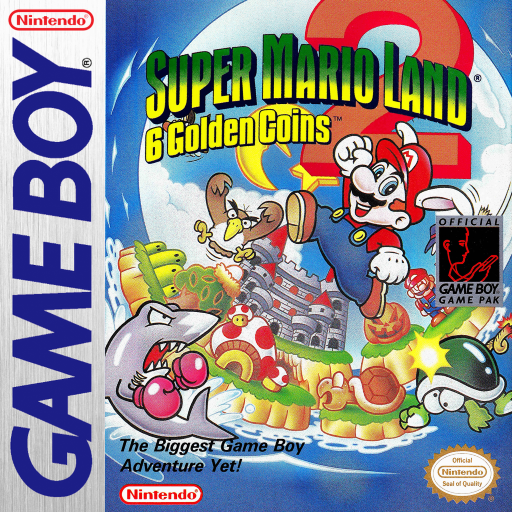 Nintendo
GAME BOY®
SUPER MARIO LAND®
2
6 Golden Coins™
OFFICIAL
GAME BOY
GAME PAK
The Biggest Game Boy
Adventure Yet!
Nintendo
Official
Nintendo
Seal of Quality